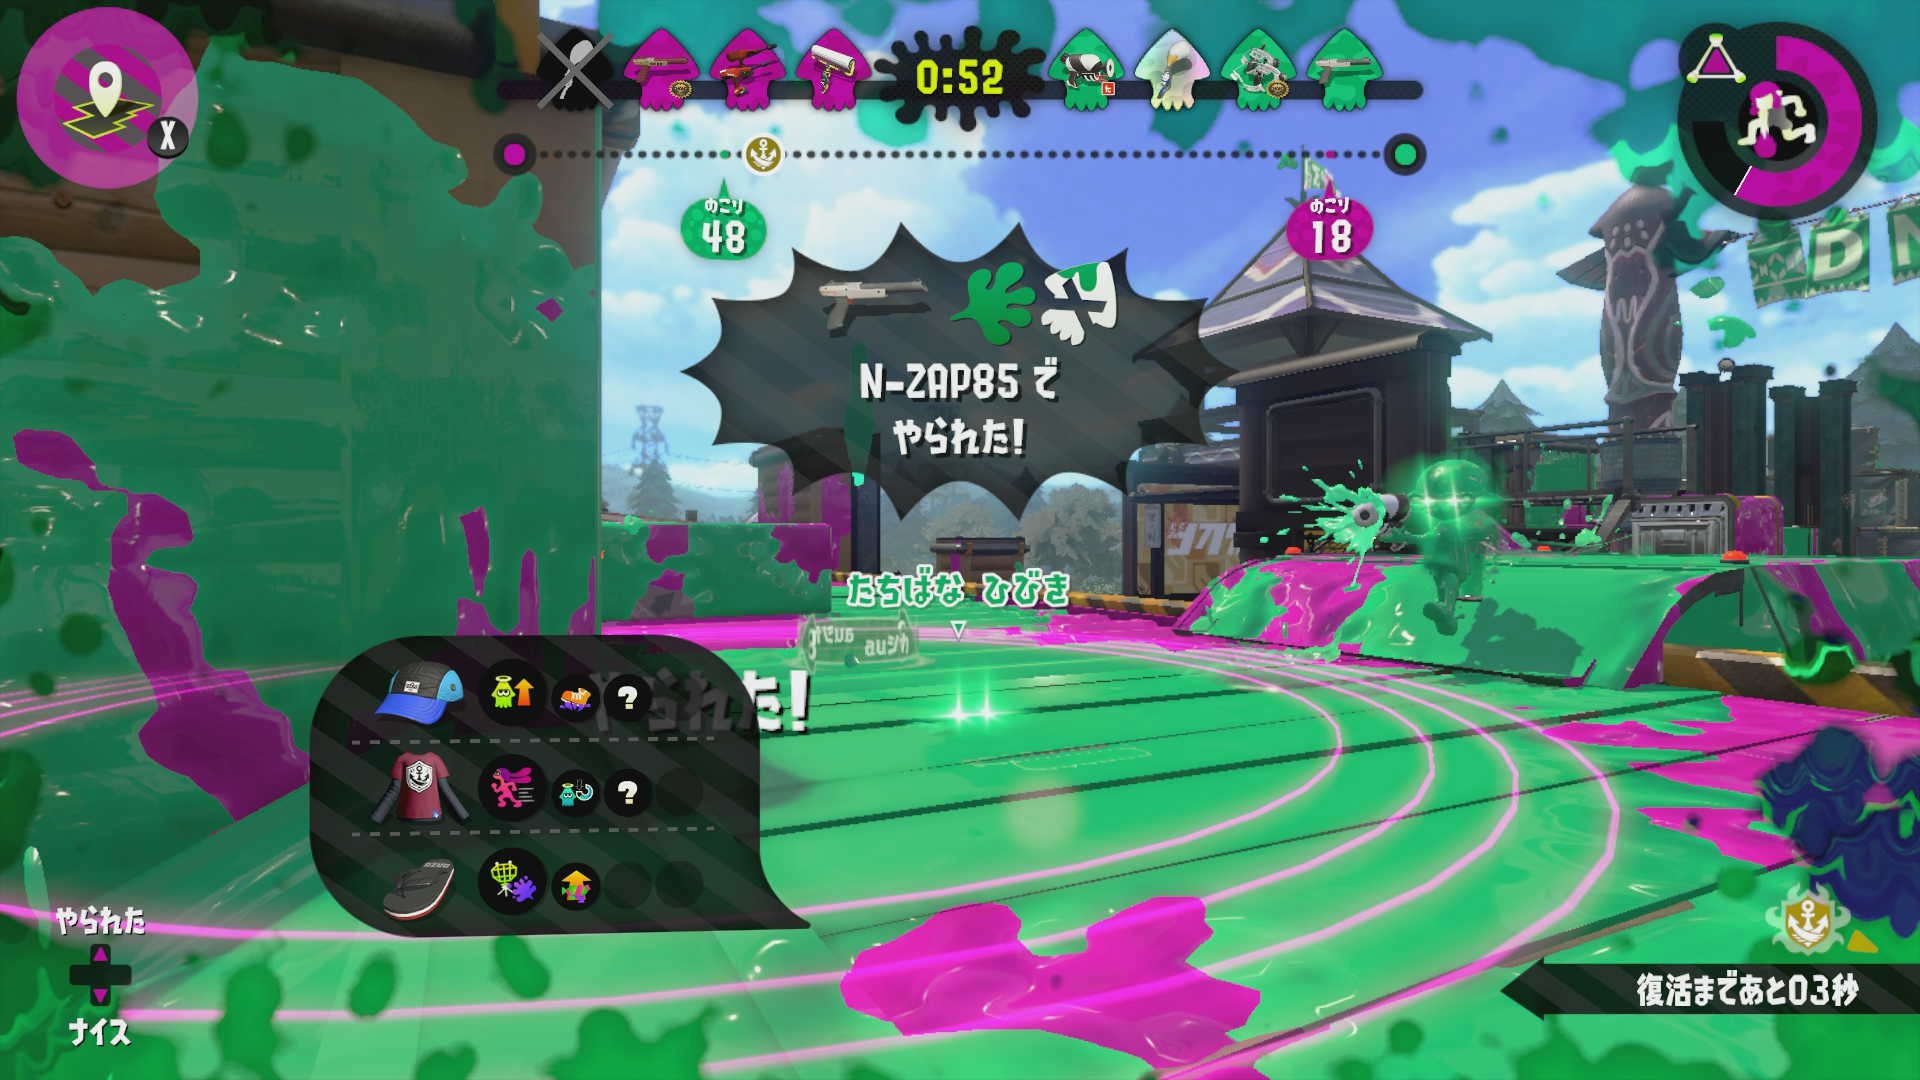 X
0:52
のこり
48
のこり
18
N-ZAP85 で
やられた!
たちばな ひびき
やられた!
?
?
やられた
ナイス
復活まであと03秒
D